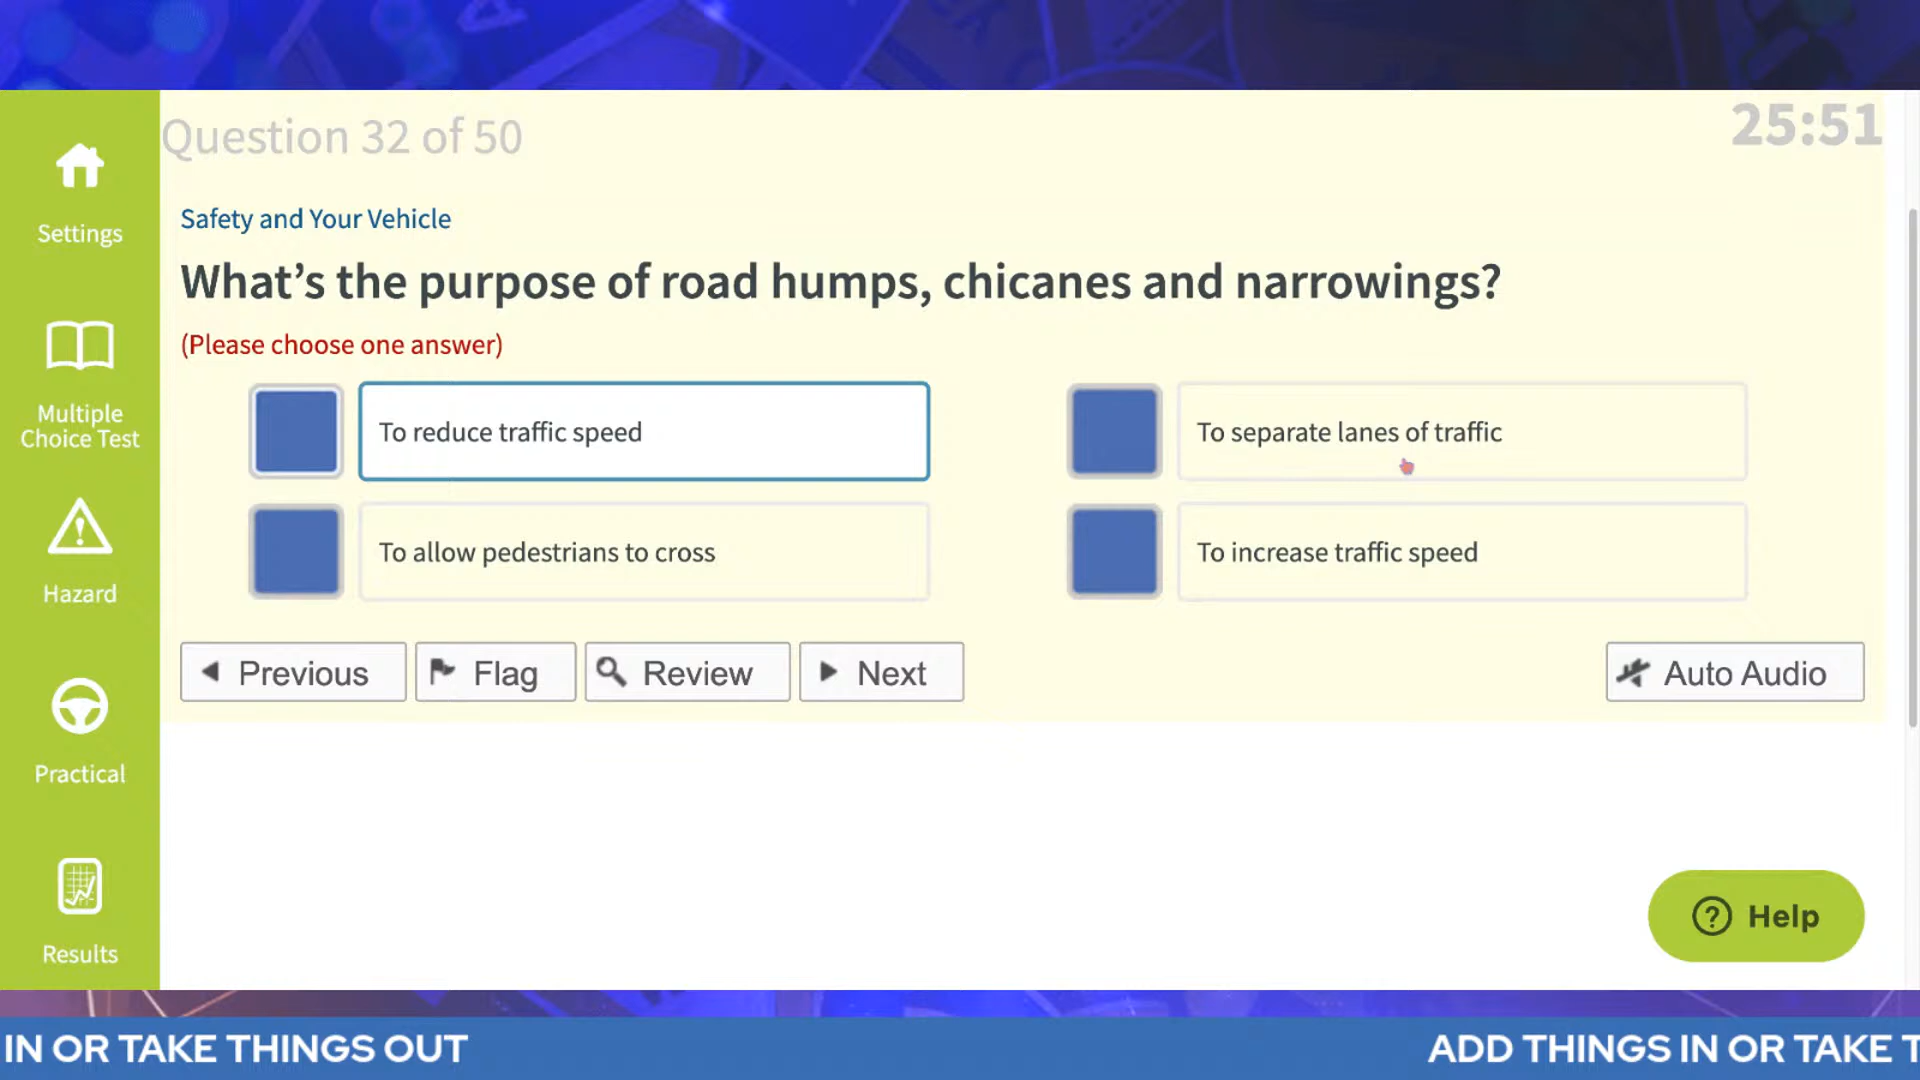 Question 32 of 50
25:51
Settings
Multiple
Choice Test
Hazard
Practical
Results
Safety and Your Vehicle
What’s the purpose of road humps, chicanes and narrowings?
(Please choose one answer)
To reduce traffic speed
To separate lanes of traffic
To allow pedestrians to cross
To increase traffic speed
Previous
Flag
Review
Next
Auto Audio
Help
IN OR TAKE THINGS OUT
ADD THINGS IN OR TAKE T